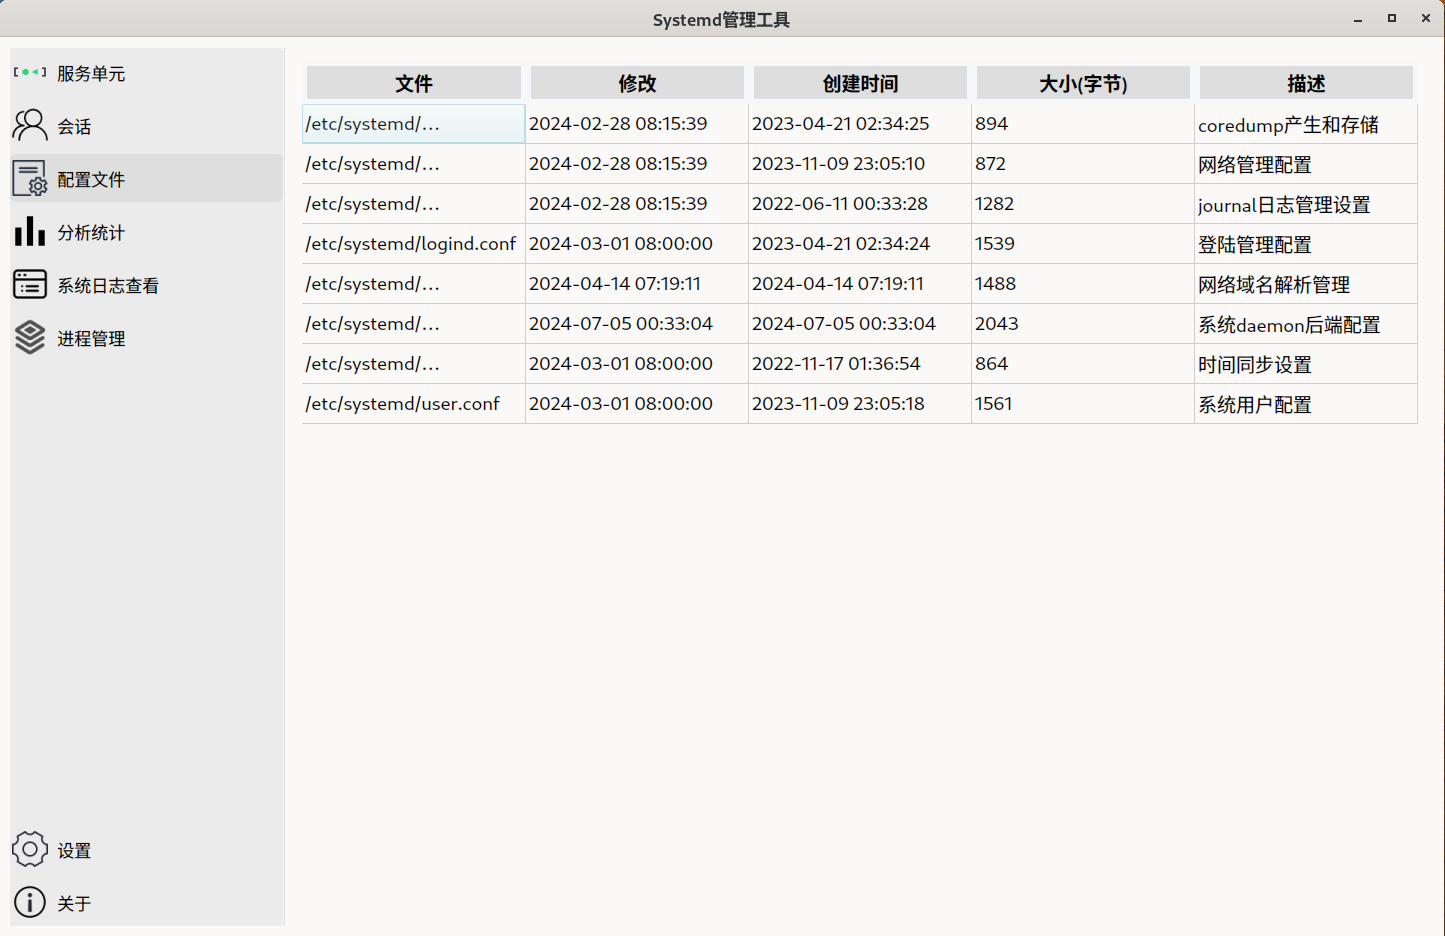 Systemd管理工具
服务单元
会话
配置文件
分析统计
系统日志查看
进程管理
设置
关于
文件 修改 创建时间 大小(字节) 描述
/etc/systemd/... 2024-02-28 08:15:39 2023-04-21 02:34:25 894 coredump产生和存储
/etc/systemd/... 2024-02-28 08:15:39 2023-11-09 23:05:10 872 网络管理配置
/etc/systemd/... 2024-02-28 08:15:39 2022-06-11 00:33:28 1282 journal日志管理设置
/etc/systemd/logind.conf 2024-03-01 08:00:00 2023-04-21 02:34:24 1539 登陆管理配置
/etc/systemd/... 2024-04-14 07:19:11 2024-04-14 07:19:11 1488 网络域名解析管理
/etc/systemd/... 2024-07-05 00:33:04 2024-07-05 00:33:04 2043 系统daemon后端配置
/etc/systemd/... 2024-03-01 08:00:00 2022-11-17 01:36:54 864 时间同步设置
/etc/systemd/user.conf 2024-03-01 08:00:00 2023-11-09 23:05:18 1561 系统用户配置